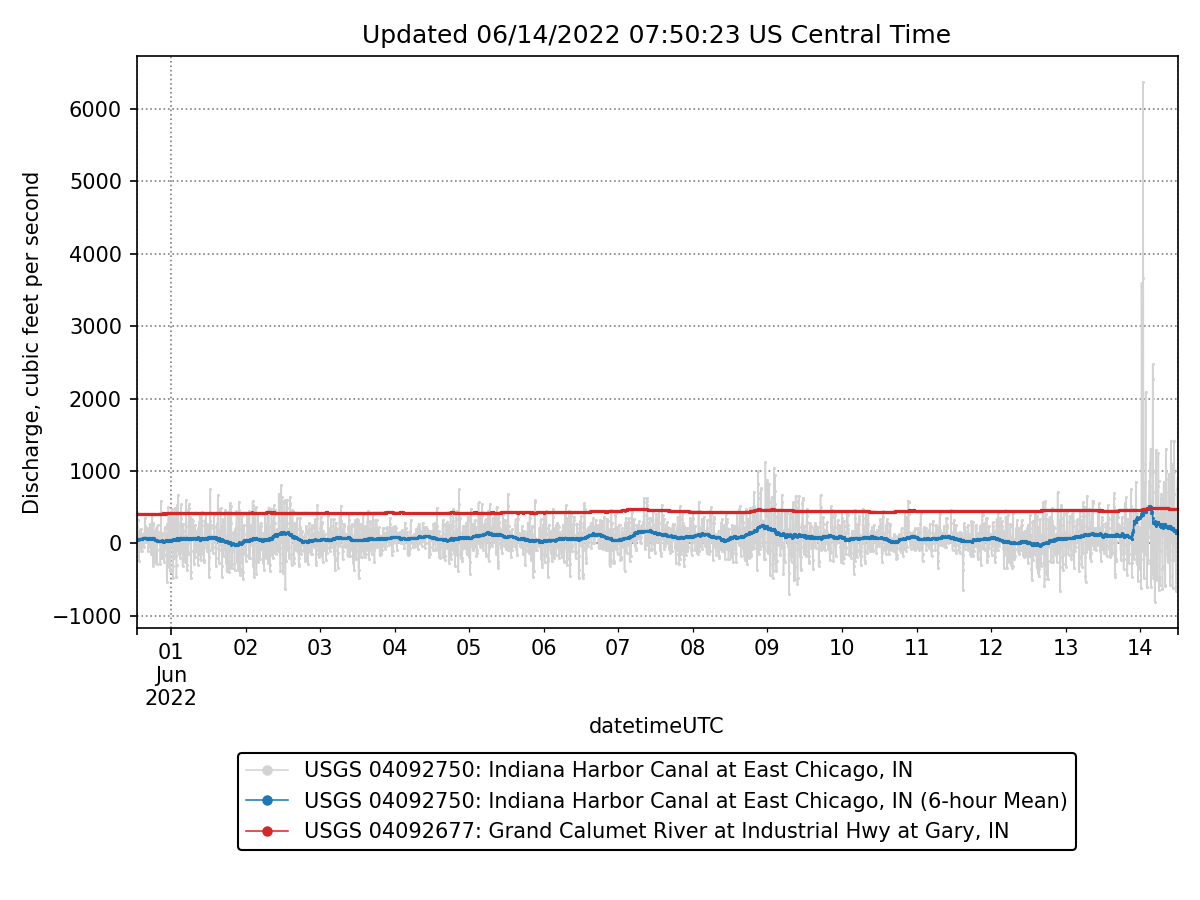 Updated 06/14/2022 07:50:23 US Central Time
Discharge, cubic feet per second
6000
5000
4000
3000
2000
1000
0
−1000
01 02 03 04 05 06 07 08 09 10 11 12 13 14
Jun
2022
datetimeUTC
USGS 04092750: Indiana Harbor Canal at East Chicago, IN
USGS 04092750: Indiana Harbor Canal at East Chicago, IN (6-hour Mean)
USGS 04092677: Grand Calumet River at Industrial Hwy at Gary, IN